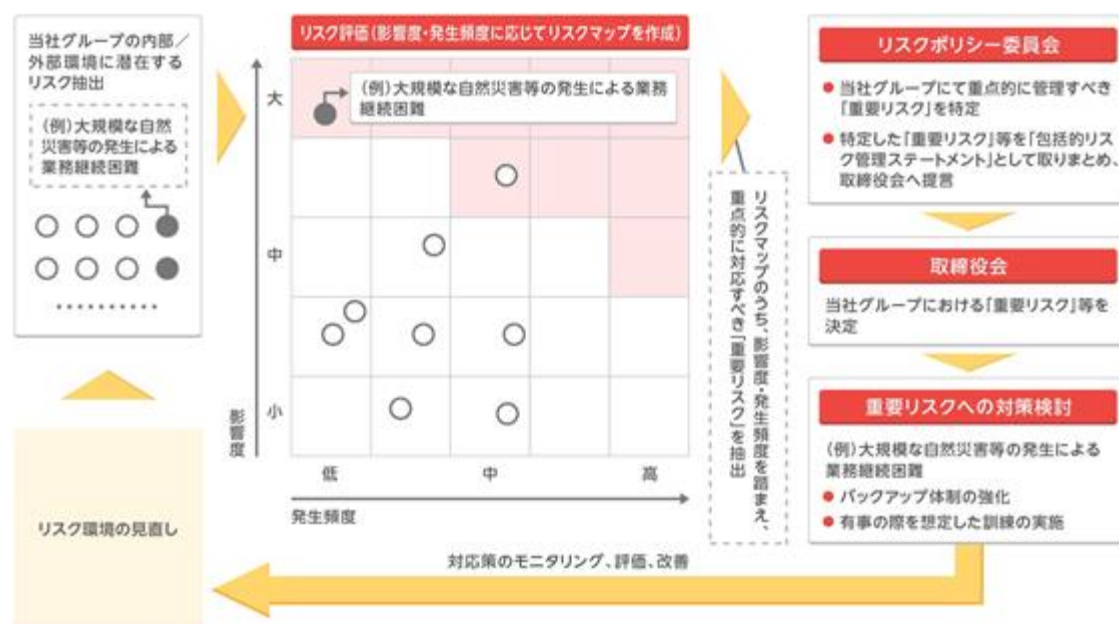 当社グループの内部／
外部環境に潜在する
リスク抽出
(例)大規模な自然
災害等の発生による
業務継続困難
リスク評価(影響度・発生頻度に応じてリスクマップを作成)
(例)大規模な自然災害等の発生による業務
継続困難
大
中
小
影響度
低
中
高
発生頻度
リスクマップのうち、影響度・発生頻度を踏まえ、
重点的に対応すべき「重要リスク」を抽出
リスクポリシー委員会
● 当社グループにて重点的に管理すべき
「重要リスク」を特定
● 特定した「重要リスク」等を「包括的リス
ク管理ステートメント」として取りまとめ、
取締役会へ提言
取締役会
当社グループにおける「重要リスク」等を
決定
重要リスクへの対策検討
(例)大規模な自然災害等の発生による
業務継続困難
● バックアップ体制の強化
● 有事の際を想定した訓練の実施
対応策のモニタリング、評価、改善
リスク環境の見直し